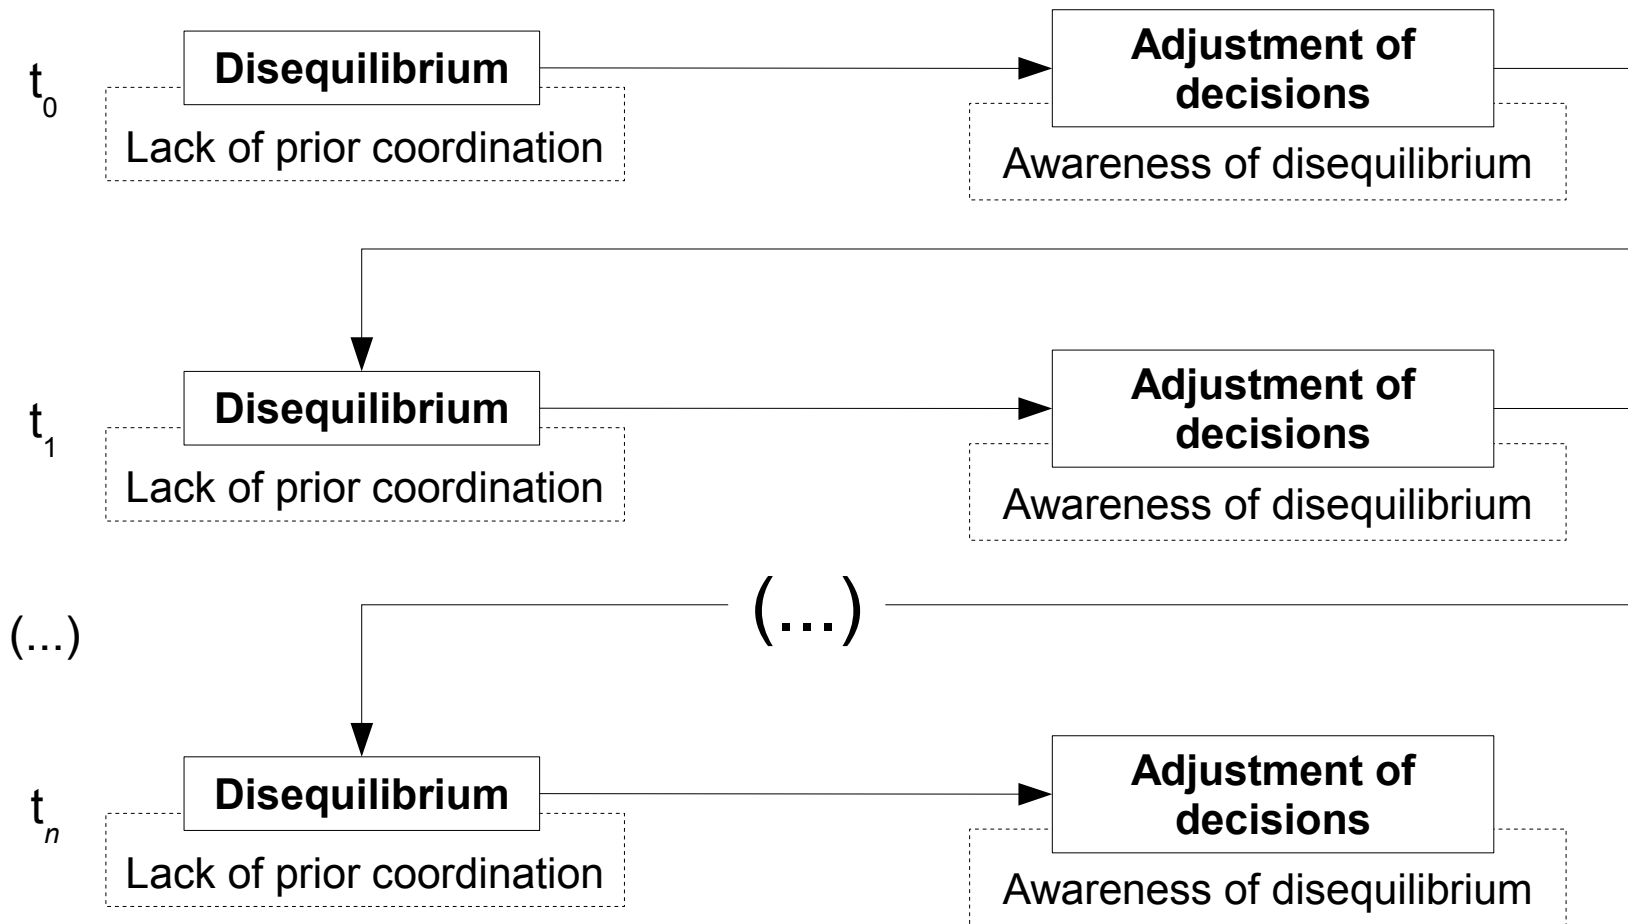 Disequilibrium
Adjustment of
decisions
t0
Lack of prior coordination
Awareness of disequilibrium
Disequilibrium
Adjustment of
decisions
t1
Lack of prior coordination
Awareness of disequilibrium
(...)
(...)
Disequilibrium
Adjustment of
decisions
tn
Lack of prior coordination
Awareness of disequilibrium